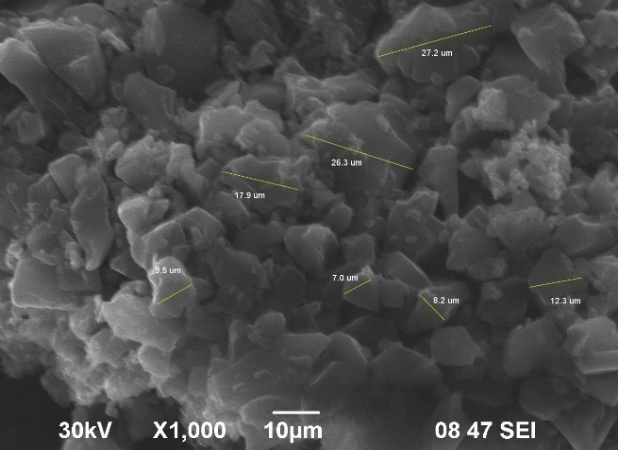 27.2 um
26.3 um
17.9 um
9.5 um
7.0 um
8.2 um
12.3 um
30kV X1,000 10µm 08 47 SEI